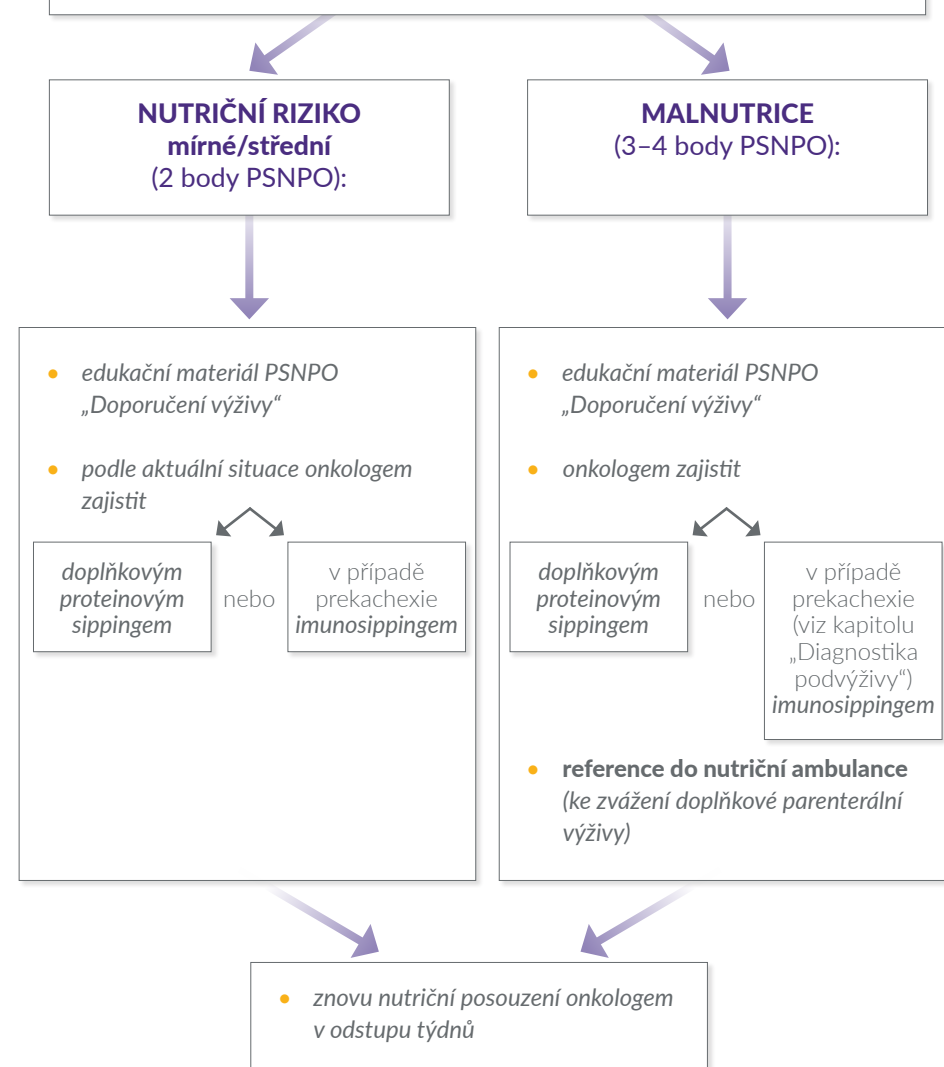 NUTRIČNÍ RIZIKO
mírné/střední
(2 body PSNPO):
MALNUTRICE
(3–4 body PSNPO):
• edukační materiál PSNPO
„Doporučení výživy“
• podle aktuální situace onkologem
zajistit
doplňkovým
proteinovým
sippingem
nebo
v případě
prekachexie
imunosippingem
• edukační materiál PSNPO
„Doporučení výživy“
• onkologem zajistit
doplňkovým
proteinovým
sippingem
nebo
v případě
prekachexie
(viz kapitolu
„Diagnostika
podvýživy“)
imunosippingem
• reference do nutriční ambulance
(ke zvážení doplňkové parenterální
výživy)
• znovu nutriční posouzení onkologem
v odstupu týdnů